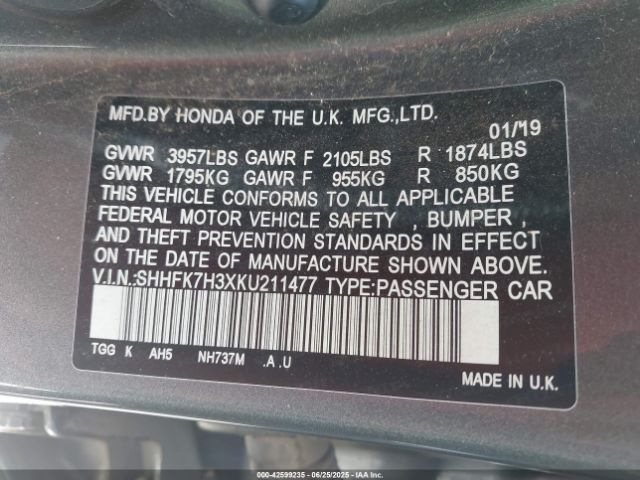 MFD.BY HONDA OF THE U.K. MFG.,LTD.
01/'19
GVWR 3957LBS GAWR F 2105LBS R 1874LBS
GVWR 1795KG GAWR F 955KG R 850KG
THIS VEHICLE CONFORMS TO ALL APPLICABLE
FEDERAL MOTOR VEHICLE SAFETY , BUMPER ,
AND THEFT PREVENTION STANDARDS IN EFFECT
ON THE DATE OF MANUFACTURE SHOWN ABOVE.
V.I.N.:SHHFK7H3XKU211477 TYPE:PASSENGER CAR
TGG K AH5 NH737M .A .U
MADE IN U.K.
000-42599235 - 06/25/2025 - IAAI.COM